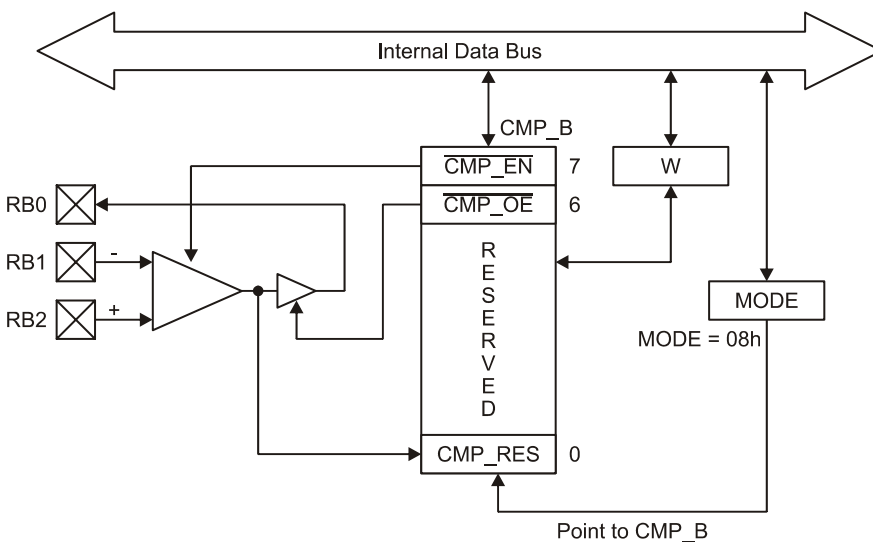 Internal Data Bus
CMP_B
CMP_EN 7
W
RB0
CMP_OE 6
RB1 -
RB2 +
RESERVED
MODE
MODE = 08h
CMP_RES 0
Point to CMP_B